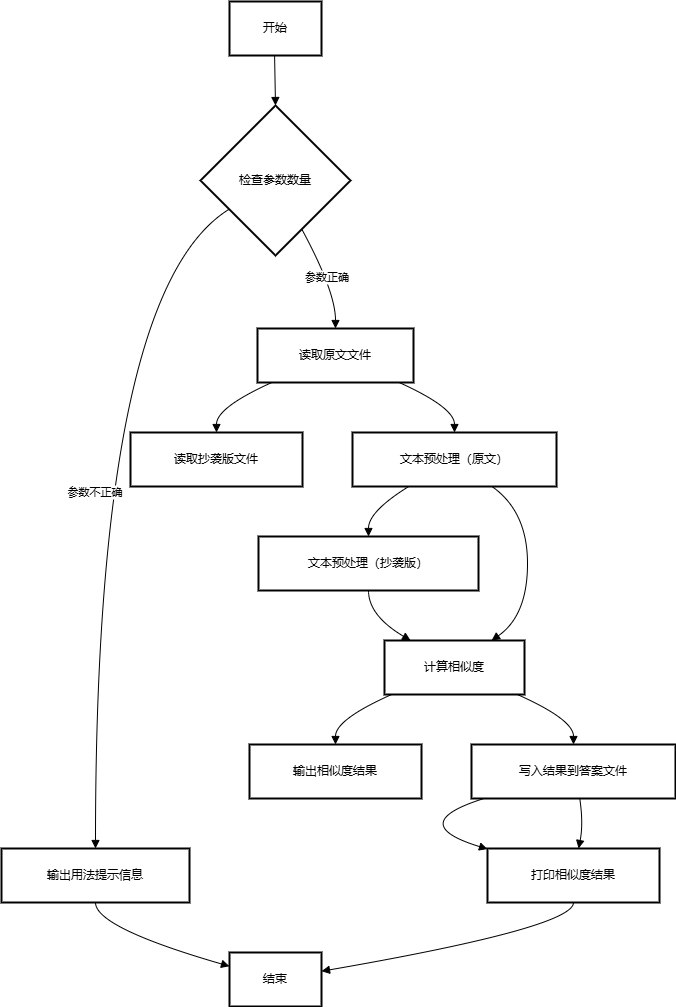 开始
检查参数数量
参数正确
读取原文文件
读取抄袭版文件
文本预处理（原文）
参数不正确
文本预处理（抄袭版）
计算相似度
输出相似度结果
写入结果到答案文件
输出用法提示信息
打印相似度结果
结束